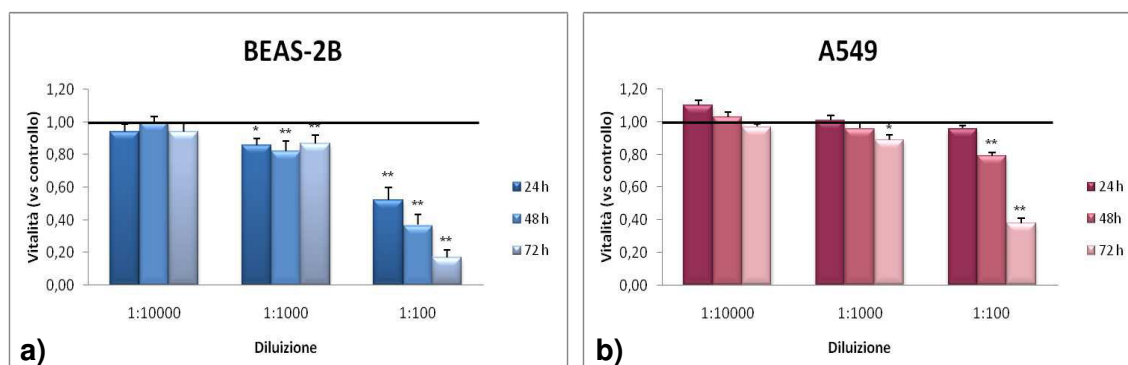 BEAS-2B
Vitalità (vs controllo)
1,20
1,00
0,80
0,60
0,40
0,20
0,00
* ** **
** ** **
1:10000 1:1000 1:100
Diluizione
24 h
48 h
72 h
a)
A549
Vitalità (vs controllo)
1,20
1,00
0,80
0,60
0,40
0,20
0,00
*
** **
1:10000 1:1000 1:100
Diluizione
24 h
48h
72 h
b)